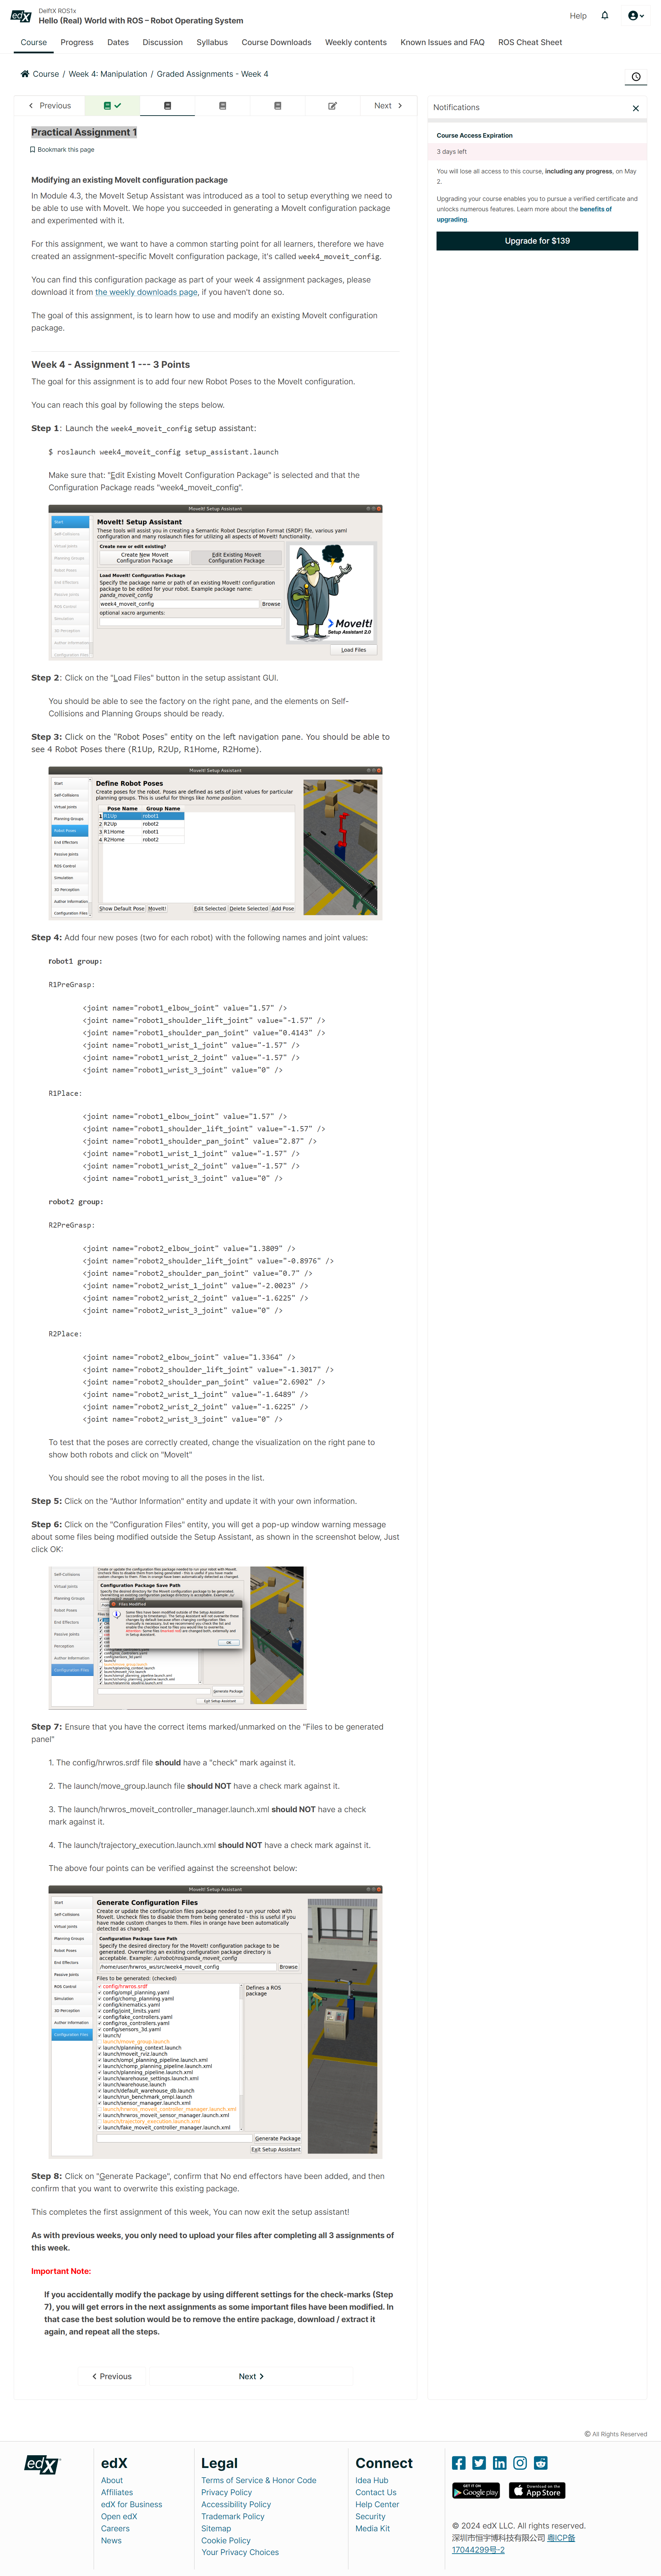 edX
DelftX ROS1x
Hello (Real) World with ROS – Robot Operating System
Help
Course Progress Dates Discussion Syllabus Course Downloads Weekly contents Known Issues and FAQ ROS Cheat Sheet
Course / Week 4: Manipulation / Graded Assignments - Week 4
Previous
Next
Notifications
Course Access Expiration
3 days left
You will lose all access to this course, including any progress, on May
2.
Upgrading your course enables you to pursue a verified certificate and
unlocks numerous features. Learn more about the benefits of
upgrading.
Upgrade for $139
Practical Assignment 1
Bookmark this page
Modifying an existing MoveIt configuration package
In Module 4.3, the MoveIt Setup Assistant was introduced as a tool to setup everything we need to
be able to use with MoveIt. We hope you succeeded in generating a MoveIt configuration package
and experimented with it.
For this assignment, we want to have a common starting point for all learners, therefore we have
created an assignment-specific MoveIt configuration package, it's called week4_moveit_config.
You can find this configuration package as part of your week 4 assignment packages, please
download it from the weekly downloads page, if you haven't done so.
The goal of this assignment, is to learn how to use and modify an existing MoveIt configuration
package.
Week 4 - Assignment 1 --- 3 Points
The goal for this assignment is to add four new Robot Poses to the MoveIt configuration.
You can reach this goal by following the steps below.
Step 1: Launch the week4_moveit_config setup assistant:
$ roslaunch week4_moveit_config setup_assistant.launch
Make sure that: "Edit Existing MoveIt Configuration Package" is selected and that the
Configuration Package reads "week4_moveit_config".
MoveIt! Setup Assistant
Start
Self-Collisions
Virtual Joints
Planning Groups
Robot Poses
End Effectors
Passive Joints
ROS Control
Simulation
3D Perception
Author Information
Configuration Files
MoveIt! Setup Assistant
These tools will assist you in creating a Semantic Robot Description Format (SRDF) file, various yaml
configuration and many roslaunch files for utilizing all aspects of MoveIt! functionality.
Create new or edit existing?
Create New MoveIt
Configuration Package
Edit Existing MoveIt
Configuration Package
Load MoveIt! Configuration Package
Specify the package name or path of an existing MoveIt! configuration
package to be edited for your robot. Example package name:
panda_moveit_config
week4_moveit_config
Browse
optional xacro arguments:
MoveIt!
Setup Assistant 2.0
Load Files
Step 2: Click on the "Load Files" button in the setup assistant GUI.
You should be able to see the factory on the right pane, and the elements on Self-
Collisions and Planning Groups should be ready.
Step 3: Click on the "Robot Poses" entity on the left navigation pane. You should be able to
see 4 Robot Poses there (R1Up, R2Up, R1Home, R2Home).
MoveIt! Setup Assistant
Start
Self-Collisions
Virtual Joints
Planning Groups
Robot Poses
End Effectors
Passive Joints
ROS Control
Simulation
3D Perception
Author Information
Configuration Files
Define Robot Poses
Create poses for the robot. Poses are defined as sets of joint values for particular
planning groups. This is useful for things like home position.
Pose Name Group Name
1 R1Up robot1
2 R2Up robot2
3 R1Home robot1
4 R2Home robot2
Show Default Pose MoveIt! Edit Selected Delete Selected Add Pose
Step 4: Add four new poses (two for each robot) with the following names and joint values:
robot1 group:
R1PreGrasp:
<joint name="robot1_elbow_joint" value="1.57" />
<joint name="robot1_shoulder_lift_joint" value="-1.57" />
<joint name="robot1_shoulder_pan_joint" value="0.4143" />
<joint name="robot1_wrist_1_joint" value="-1.57" />
<joint name="robot1_wrist_2_joint" value="-1.57" />
<joint name="robot1_wrist_3_joint" value="0" />
R1Place:
<joint name="robot1_elbow_joint" value="1.57" />
<joint name="robot1_shoulder_lift_joint" value="-1.57" />
<joint name="robot1_shoulder_pan_joint" value="2.87" />
<joint name="robot1_wrist_1_joint" value="-1.57" />
<joint name="robot1_wrist_2_joint" value="-1.57" />
<joint name="robot1_wrist_3_joint" value="0" />
robot2 group:
R2PreGrasp:
<joint name="robot2_elbow_joint" value="1.3809" />
<joint name="robot2_shoulder_lift_joint" value="-0.8976" />
<joint name="robot2_shoulder_pan_joint" value="0.7" />
<joint name="robot2_wrist_1_joint" value="-2.0023" />
<joint name="robot2_wrist_2_joint" value="-1.6225" />
<joint name="robot2_wrist_3_joint" value="0" />
R2Place:
<joint name="robot2_elbow_joint" value="1.3364" />
<joint name="robot2_shoulder_lift_joint" value="-1.3017" />
<joint name="robot2_shoulder_pan_joint" value="2.6902" />
<joint name="robot2_wrist_1_joint" value="-1.6489" />
<joint name="robot2_wrist_2_joint" value="-1.6225" />
<joint name="robot2_wrist_3_joint" value="0" />
To test that the poses are correctly created, change the visualization on the right pane to
show both robots and click on "MoveIt"
You should see the robot moving to all the poses in the list.
Step 5: Click on the "Author Information" entity and update it with your own information.
Step 6: Click on the "Configuration Files" entity, you will get a pop-up window warning message
about some files being modified outside the Setup Assistant, as shown in the screenshot below, Just
click OK:
Self-Collisions
Virtual Joints
Planning Groups
Robot Poses
End Effectors
Passive Joints
Perception
Author Information
Configuration Files
Configuration Package Save Path
Files Modified
OK
Generate Package
Exit Setup Assistant
Step 7: Ensure that you have the correct items marked/unmarked on the "Files to be generated
panel"
1. The config/hrwros.srdf file should have a "check" mark against it.
2. The launch/move_group.launch file should NOT have a check mark against it.
3. The launch/hrwros_moveit_controller_manager.launch.xml should NOT have a check
mark against it.
4. The launch/trajectory_execution.launch.xml should NOT have a check mark against it.
The above four points can be verified against the screenshot below:
MoveIt! Setup Assistant
Start
Self-Collisions
Virtual Joints
Planning Groups
Robot Poses
End Effectors
Passive Joints
ROS Control
Simulation
3D Perception
Author Information
Configuration Files
Generate Configuration Files
Create or update the configuration files package needed to run your robot with
MoveIt. Uncheck files to disable them from being generated - this is useful if you
have made custom changes to them. Files in orange have been automatically
detected as changed.
Configuration Package Save Path
Specify the desired directory for the MoveIt! configuration package to be
generated. Overwriting an existing configuration package directory is
acceptable. Example: /u/robot/ros/panda_moveit_config
/home/user/hrwros_ws/src/week4_moveit_config
Browse
Files to be generated: (checked)
Defines a ROS
package
config/hrwros.srdf
config/ompl_planning.yaml
config/chomp_planning.yaml
config/kinematics.yaml
config/joint_limits.yaml
config/fake_controllers.yaml
config/ros_controllers.yaml
config/sensors_3d.yaml
launch/
launch/move_group.launch
launch/planning_context.launch
launch/moveit_rviz.launch
launch/ompl_planning_pipeline.launch.xml
launch/chomp_planning_pipeline.launch.xml
launch/planning_pipeline.launch.xml
launch/warehouse_settings.launch.xml
launch/warehouse.launch
launch/default_warehouse_db.launch
launch/run_benchmark_ompl.launch
launch/sensor_manager.launch.xml
launch/hrwros_moveit_controller_manager.launch.xml
launch/hrwros_moveit_sensor_manager.launch.xml
launch/trajectory_execution.launch.xml
launch/fake_moveit_controller_manager.launch.xml
Generate Package
Exit Setup Assistant
Step 8: Click on "Generate Package", confirm that No end effectors have been added, and then
confirm that you want to overwrite this existing package.
This completes the first assignment of this week, You can now exit the setup assistant!
As with previous weeks, you only need to upload your files after completing all 3 assignments of
this week.
Important Note:
If you accidentally modify the package by using different settings for the check-marks (Step
7), you will get errors in the next assignments as some important files have been modified. In
that case the best solution would be to remove the entire package, download / extract it
again, and repeat all the steps.
Previous
Next
© All Rights Reserved
edX
edX
About
Affiliates
edX for Business
Open edX
Careers
News
Legal
Terms of Service & Honor Code
Privacy Policy
Accessibility Policy
Trademark Policy
Sitemap
Cookie Policy
Your Privacy Choices
Connect
Idea Hub
Contact Us
Help Center
Security
Media Kit
GET IT ON
Google play
Download on the
App Store
© 2024 edX LLC. All rights reserved.
深圳市恒宇博科技有限公司 粤ICP备
17044299号-2